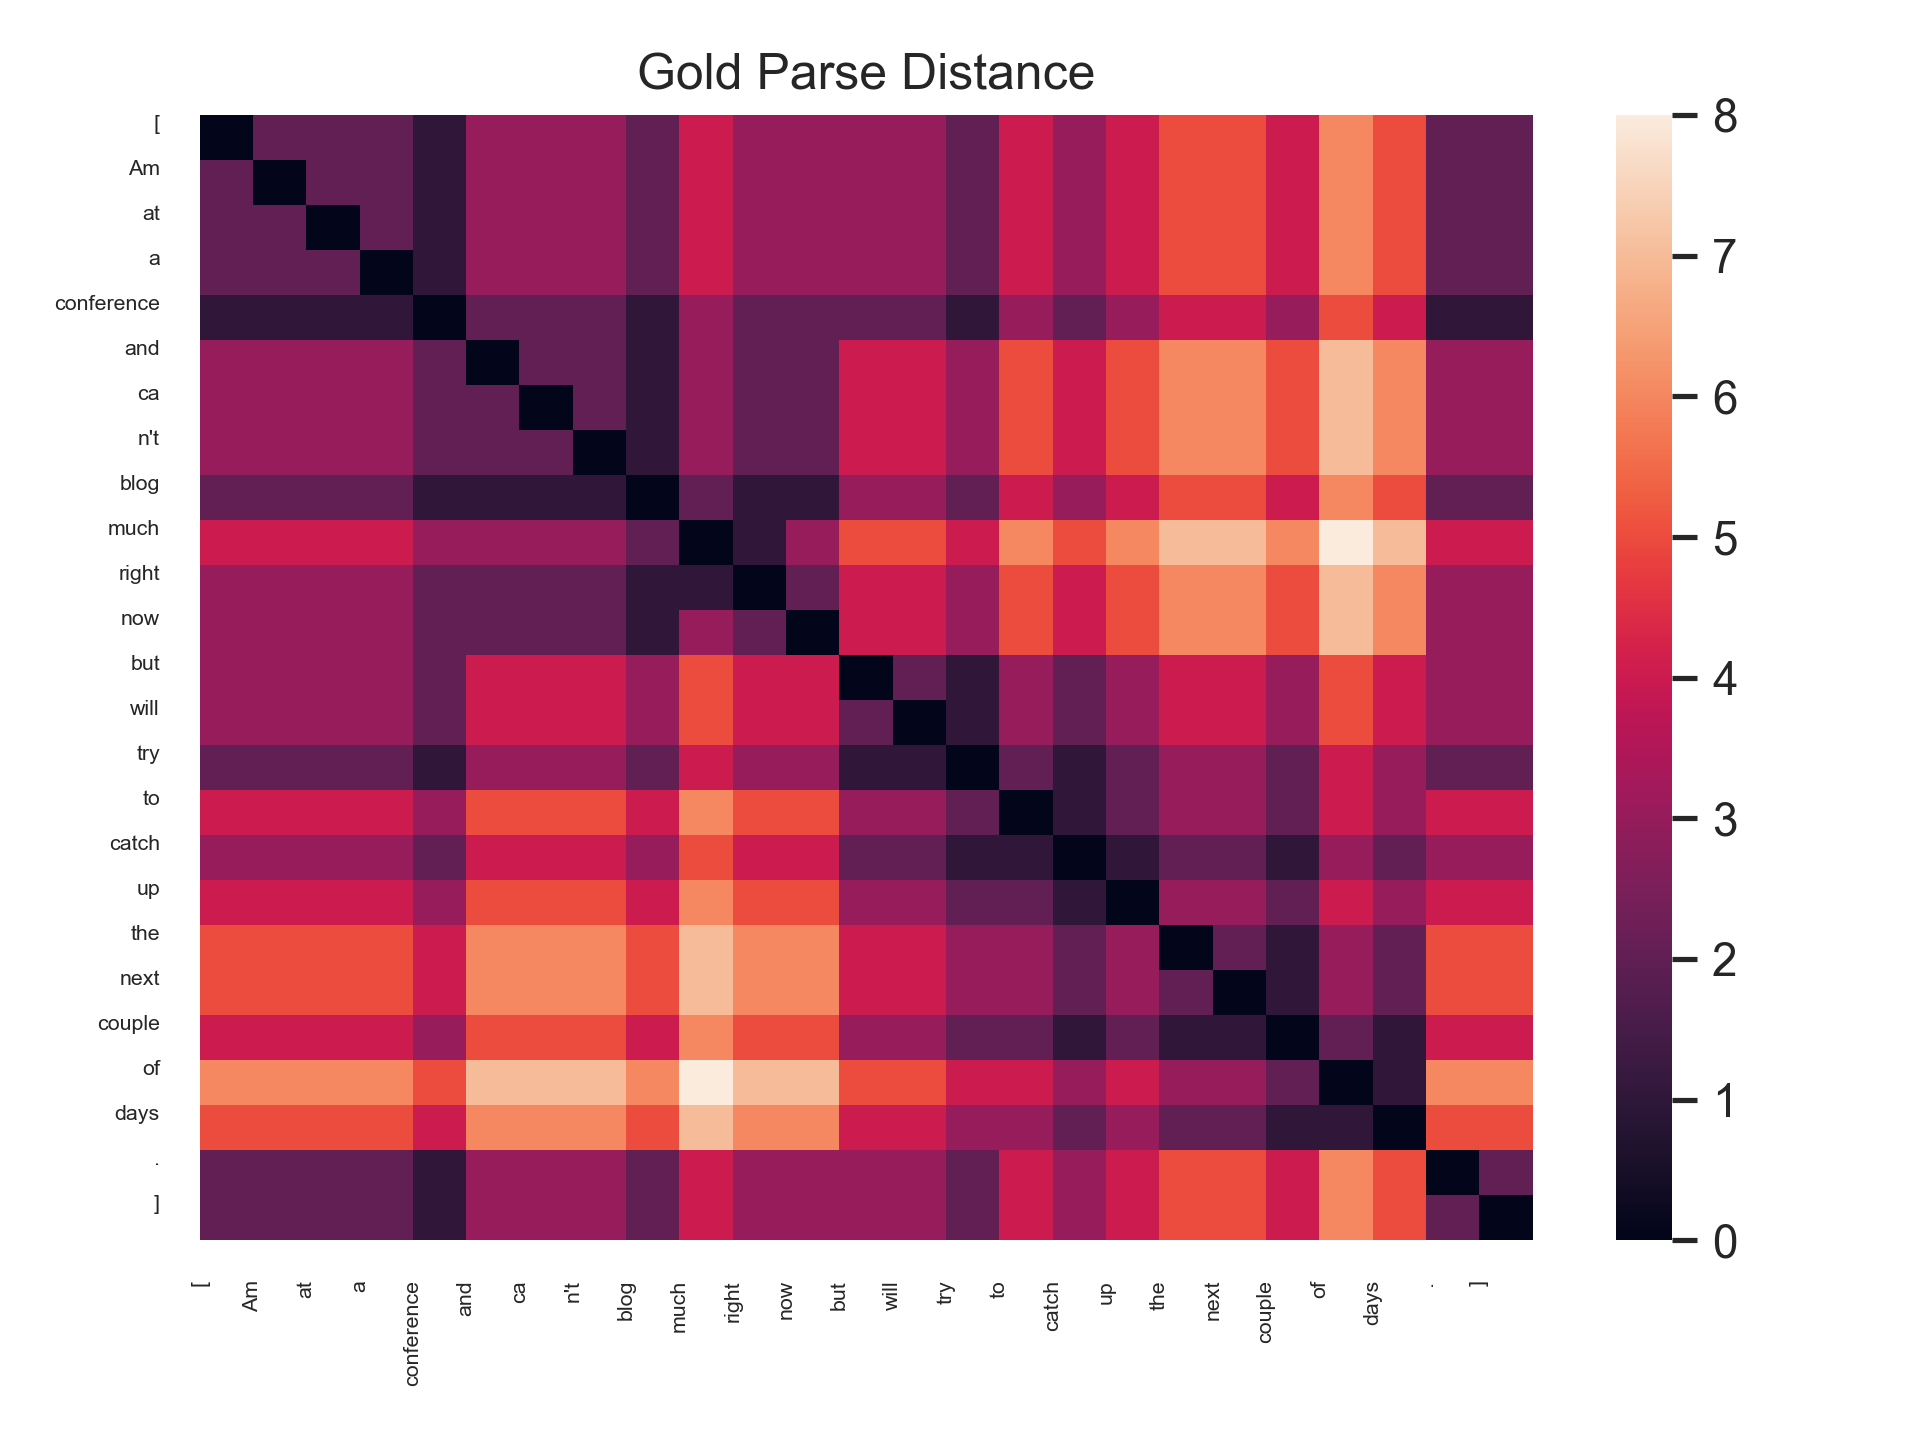 Gold Parse Distance
[
Am
at
a
conference
and
ca
n't
blog
much
right
now
but
will
try
to
catch
up
the
next
couple
of
days
.
]
[ Am at a conference and ca n't blog much right now but will try to catch up the next couple of days . ]
8
7
6
5
4
3
2
1
0